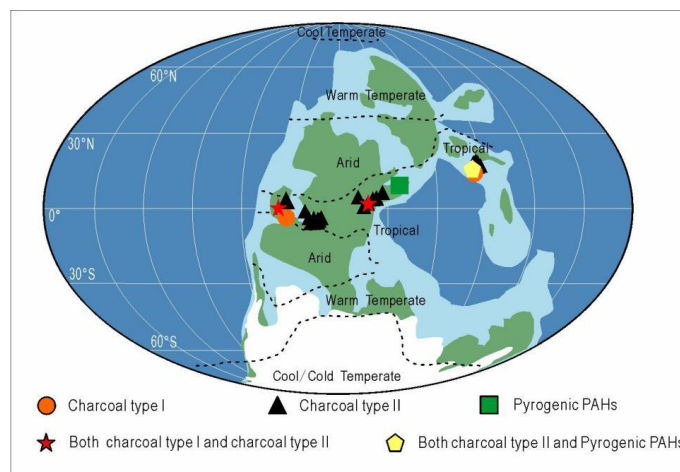 Cool Temperate
60°N
Warm Temperate
30°N
Tropical
Arid
0°
Tropical
Arid
30°S
Warm Temperate
60°S
Cool/Cold Temperate
Charcoal type I
Charcoal type II
Pyrogenic PAHs
Both charcoal type I and charcoal type II
Both charcoal type II and Pyrogenic PAHs